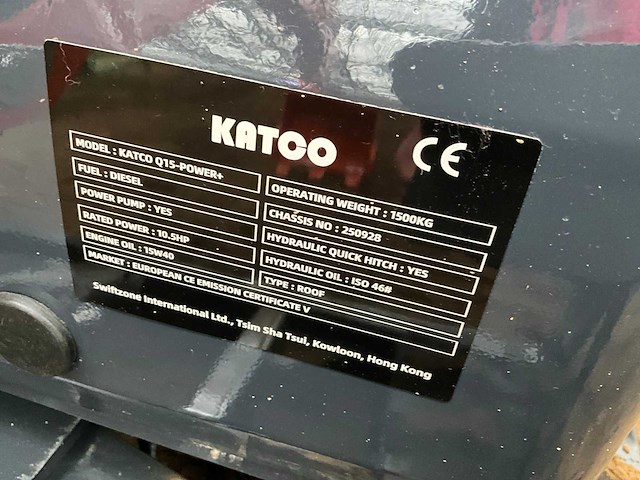 KATCO CE
MODEL : KATCO Q15-POWER+
FUEL : DIESEL
POWER PUMP : YES
RATED POWER : 10.5HP
ENGINE OIL : 15W40
OPERATING WEIGHT : 1500KG
CHASSIS NO : 250928
HYDRAULIC QUICK HITCH : YES
HYDRAULIC OIL : ISO 46#
TYPE : ROOF
MARKET : EUROPEAN CE EMISSION CERTIFICATE V
Swiftzone International Ltd., Tsim Sha Tsui, Kowloon, Hong Kong